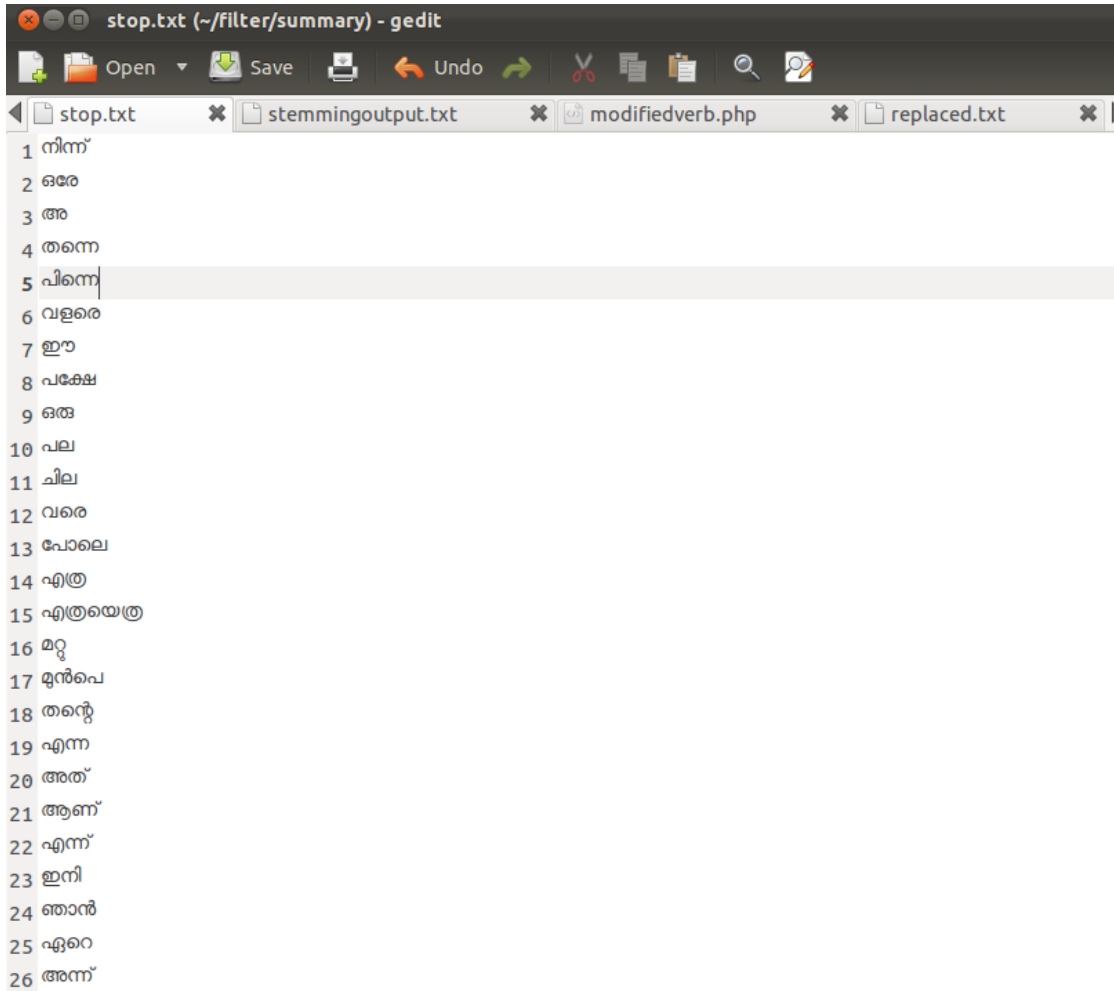 stop.txt (~/filter/summary) - gedit
Open Save Undo
stop.txt stemmingoutput.txt modifiedverb.php replaced.txt
1 നിന്ന്
2 ഒരേ
3 അ
4 തന്നെ
5 പിന്നെ
6 വളരെ
7 ഈ
8 പക്ഷേ
9 ഒരു
10 പല
11 ചില
12 വരെ
13 പോലെ
14 എത്ര
15 എത്രയെത്ര
16 മറ്റു
17 മുൻപെ
18 തന്റെ
19 എന്ന
20 അത്
21 ആണ്
22 എന്ന്
23 ഇനി
24 ഞാൻ
25 ഏറെ
26 അന്ന്